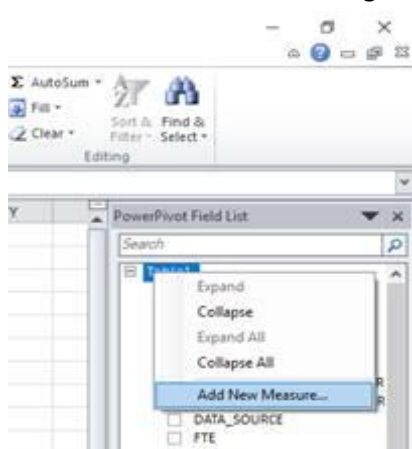 Σ AutoSum
Fill
Clear
Sort &
Filter
Find &
Select
Editing
Y
PowerPivot Field List
Search
Expand
Collapse
Expand All
Collapse All
Add New Measure...
R
R
DATA_SOURCE
FTE